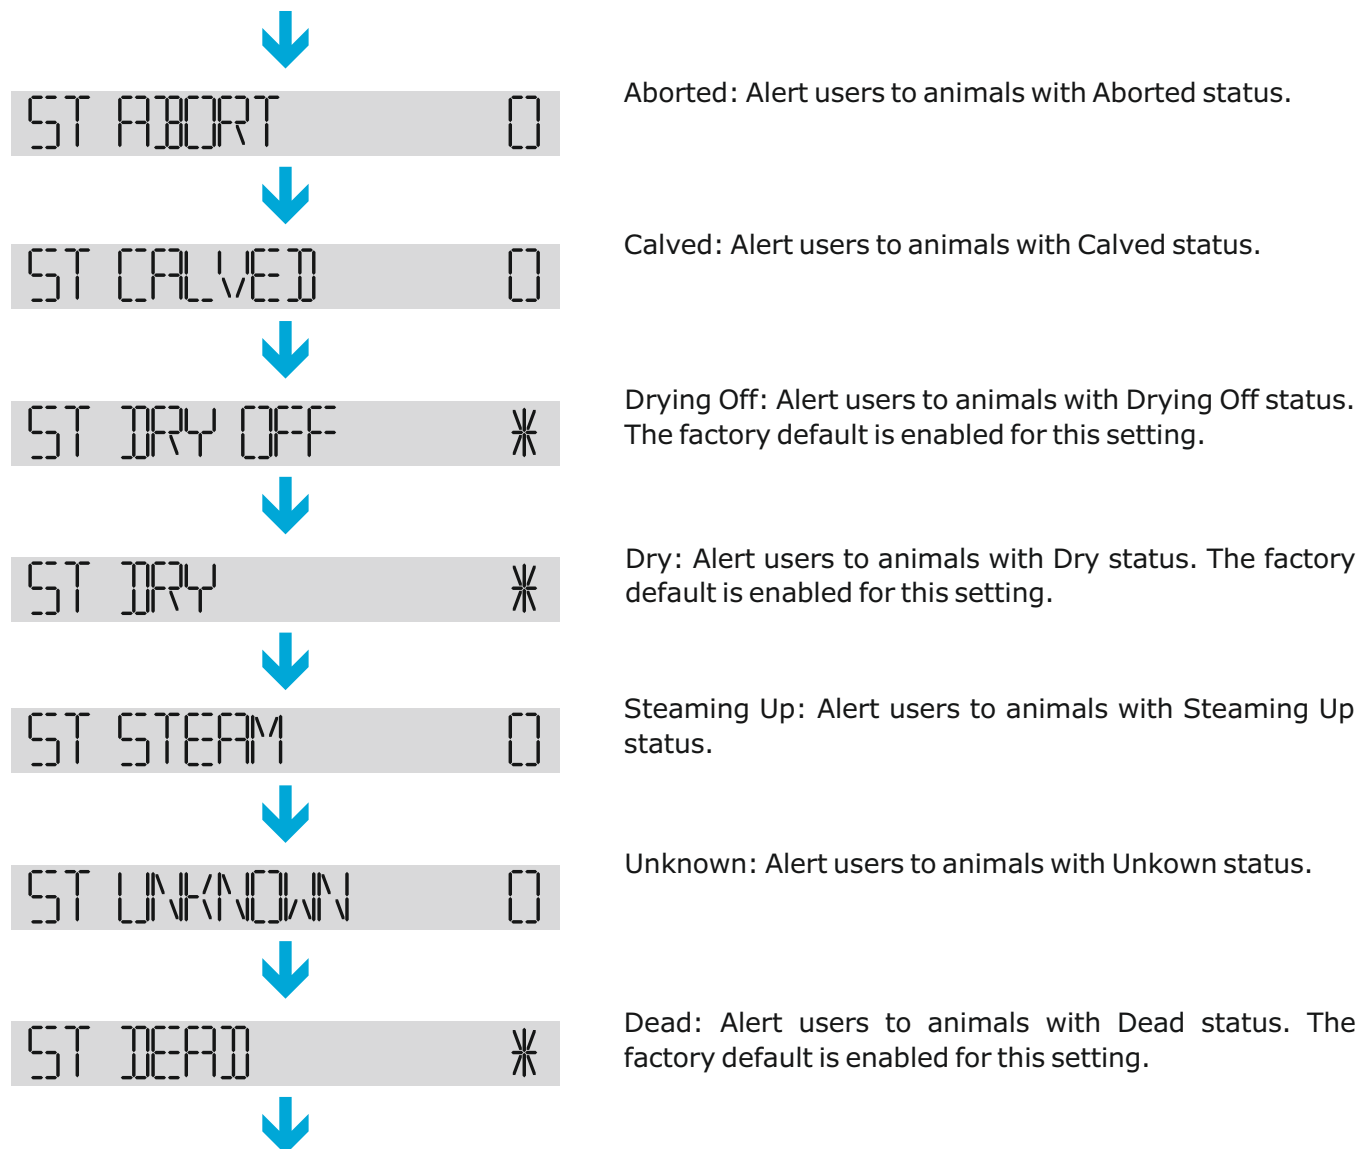 ST ABORT 0
Aborted: Alert users to animals with Aborted status.
ST CALVED 0
Calved: Alert users to animals with Calved status.
ST DRY OFF *
Drying Off: Alert users to animals with Drying Off status.
The factory default is enabled for this setting.
ST DRY *
Dry: Alert users to animals with Dry status. The factory
default is enabled for this setting.
ST STEAM 0
Steaming Up: Alert users to animals with Steaming Up
status.
ST UNKNOWN 0
Unknown: Alert users to animals with Unkown status.
ST DEAD *
Dead: Alert users to animals with Dead status. The
factory default is enabled for this setting.